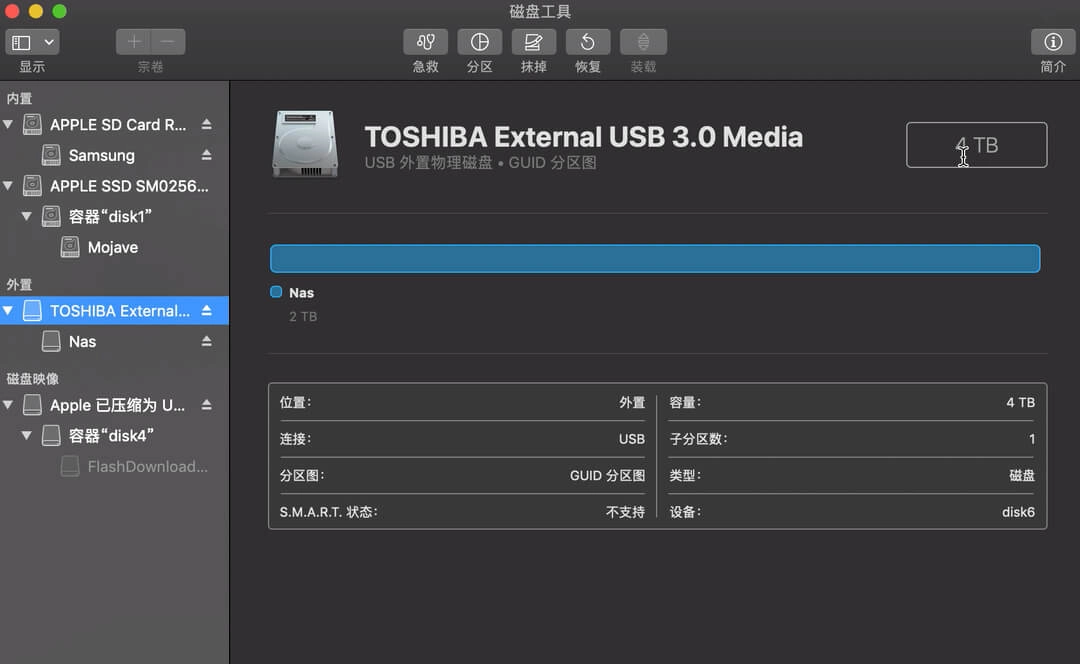 磁盘工具
显示
宗卷
急救
分区
抹掉
恢复
装载
简介
内置
APPLE SD Card R...
Samsung
APPLE SSD SM0256...
容器“disk1”
Mojave
外置
TOSHIBA External...
Nas
磁盘映像
Apple 已压缩为 U...
容器“disk4”
FlashDownload...
TOSHIBA External USB 3.0 Media
USB 外置物理磁盘 • GUID 分区图
4 TB
Nas
2 TB
位置： 外置
连接： USB
分区图： GUID 分区图
S.M.A.R.T. 状态： 不支持
容量： 4 TB
子分区数： 1
类型： 磁盘
设备： disk6